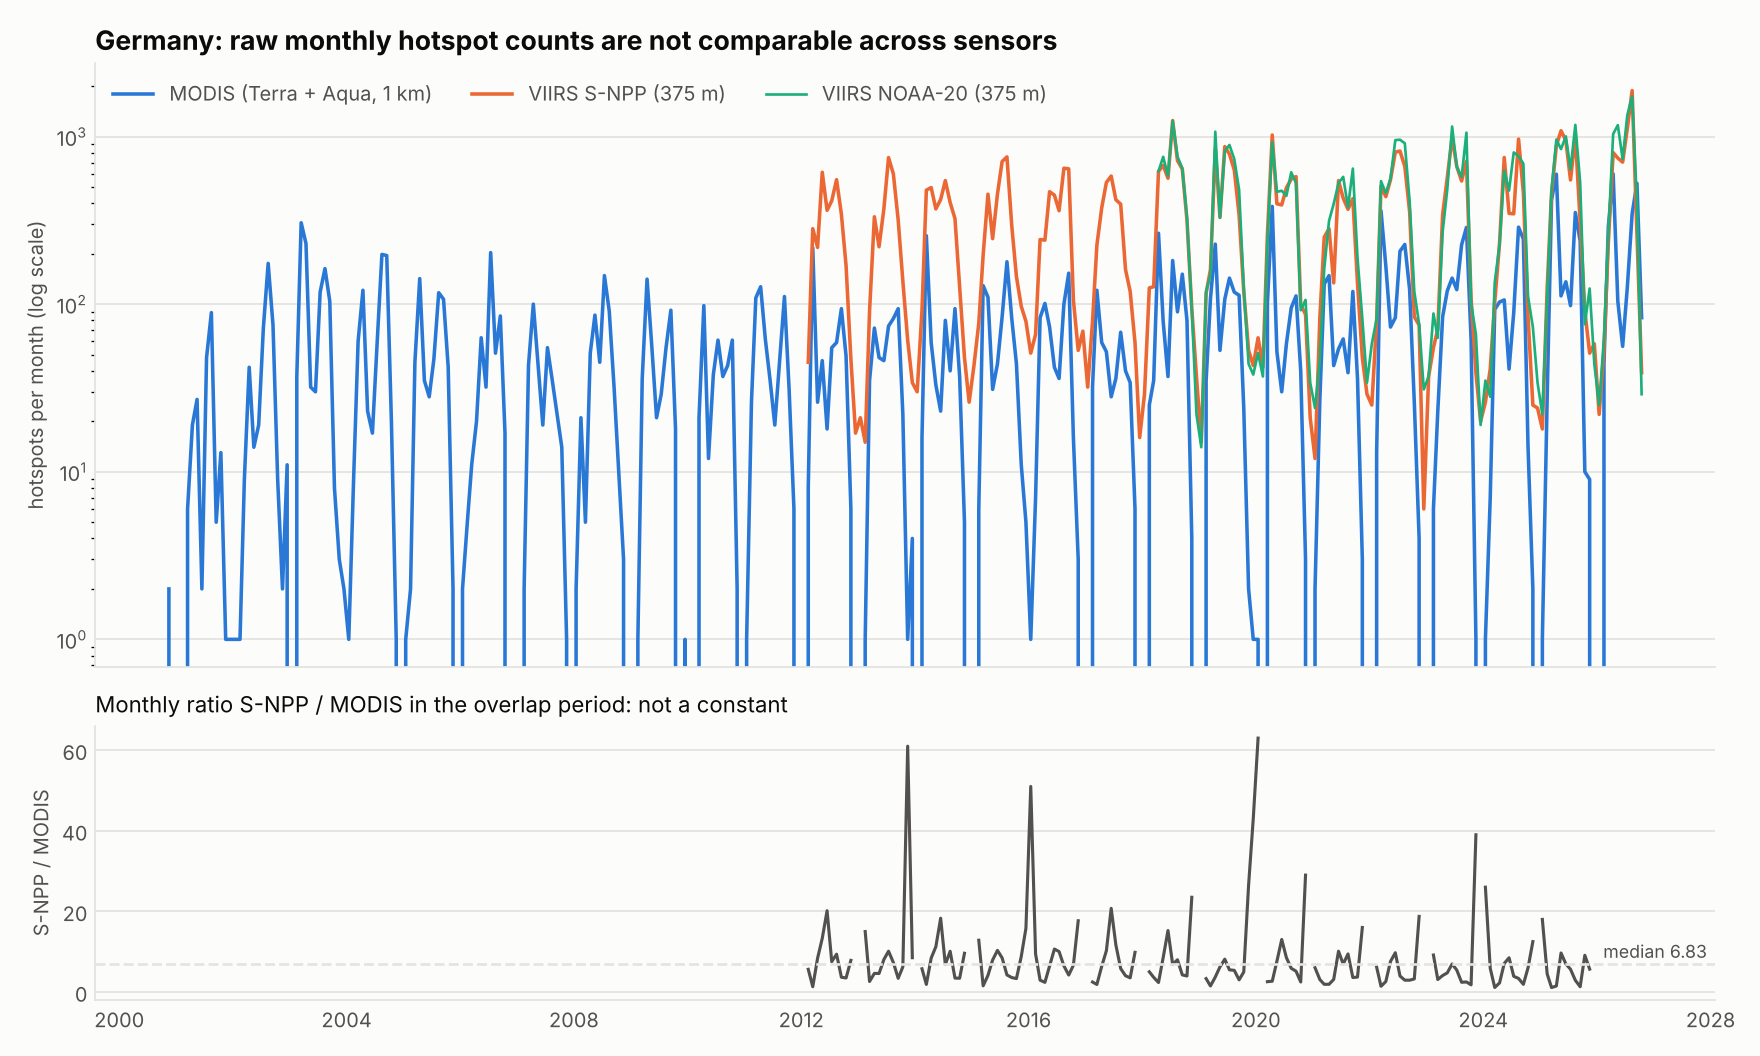 Germany: raw monthly hotspot counts are not comparable across sensors
MODIS (Terra + Aqua, 1 km)
VIIRS S-NPP (375 m)
VIIRS NOAA-20 (375 m)
hotspots per month (log scale)
10³
10²
10¹
10⁰
Monthly ratio S-NPP / MODIS in the overlap period: not a constant
S-NPP / MODIS
60
40
20
0
median 6.83
2000
2004
2008
2012
2016
2020
2024
2028